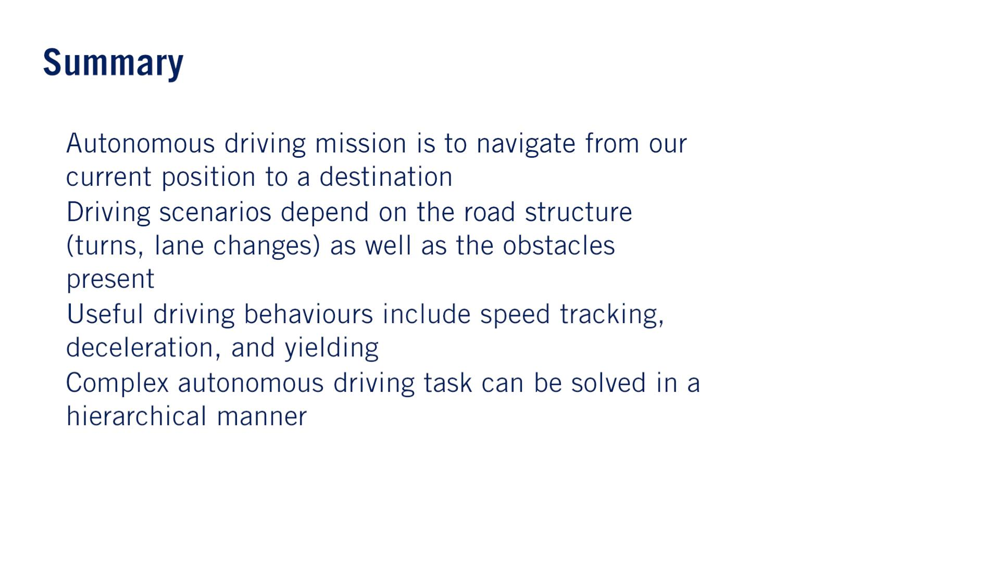 Summary
Autonomous driving mission is to navigate from our
current position to a destination
Driving scenarios depend on the road structure
(turns, lane changes) as well as the obstacles
present
Useful driving behaviours include speed tracking,
deceleration, and yielding
Complex autonomous driving task can be solved in a
hierarchical manner